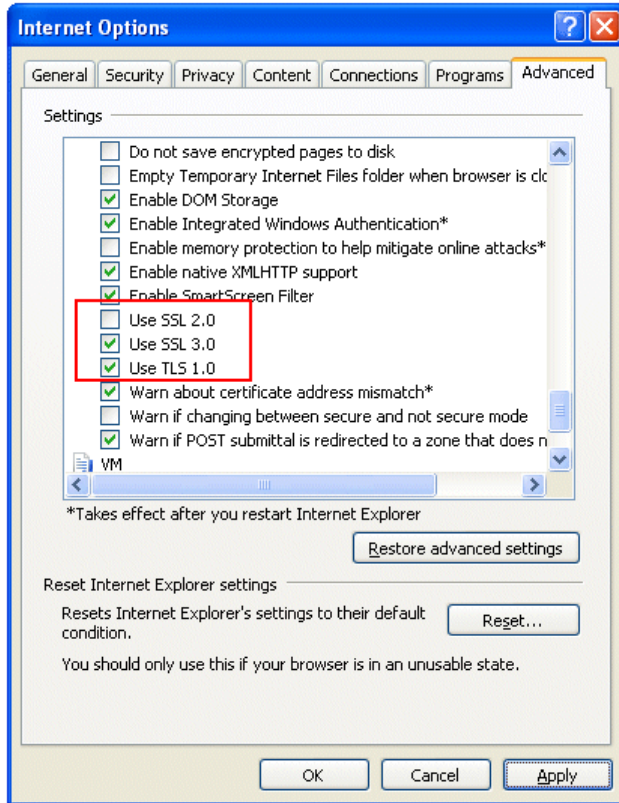 Internet Options
General Security Privacy Content Connections Programs Advanced
Settings
Do not save encrypted pages to disk
Empty Temporary Internet Files folder when browser is clo
Enable DOM Storage
Enable Integrated Windows Authentication*
Enable memory protection to help mitigate online attacks*
Enable native XMLHTTP support
Enable SmartScreen Filter
Use SSL 2.0
Use SSL 3.0
Use TLS 1.0
Warn about certificate address mismatch*
Warn if changing between secure and not secure mode
Warn if POST submittal is redirected to a zone that does n
VM
*Takes effect after you restart Internet Explorer
Restore advanced settings
Reset Internet Explorer settings
Resets Internet Explorer's settings to their default
condition.
Reset...
You should only use this if your browser is in an unusable state.
OK Cancel Apply